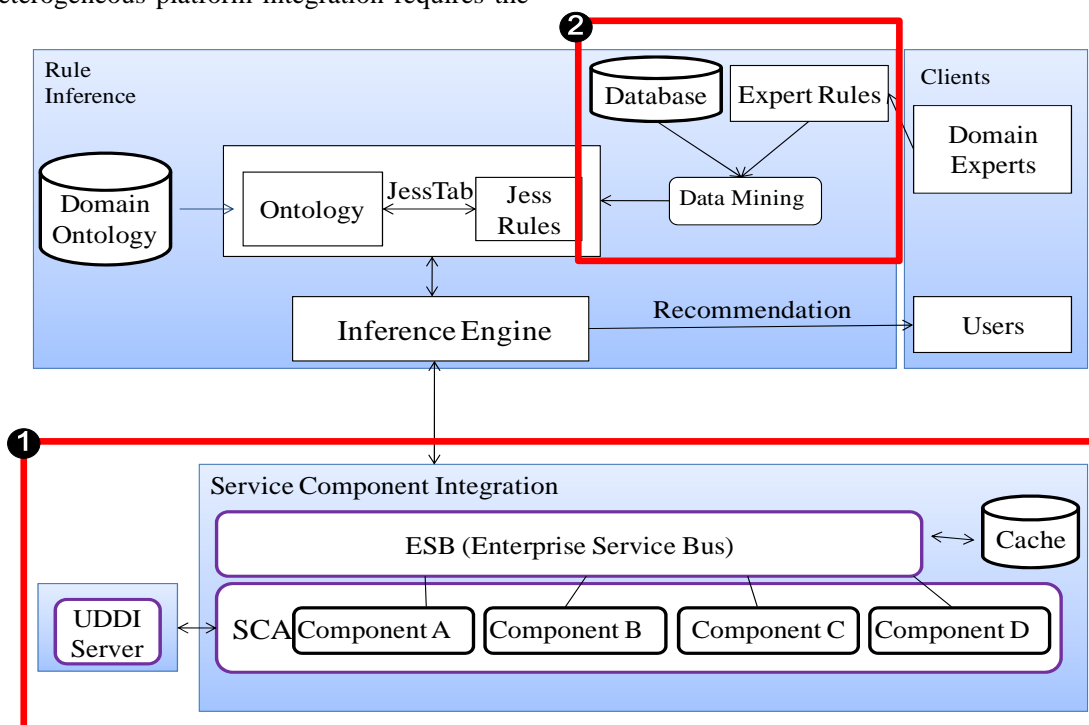 heterogeneous platform integration requires the
2
Rule
Inference
Clients
Database
Expert Rules
Domain
Experts
Domain
Ontology
Ontology
JessTab
Jess
Rules
Data Mining
Inference Engine
Recommendation
Users
1
Service Component Integration
ESB (Enterprise Service Bus)
Cache
UDDI
Server
SCA
Component A
Component B
Component C
Component D